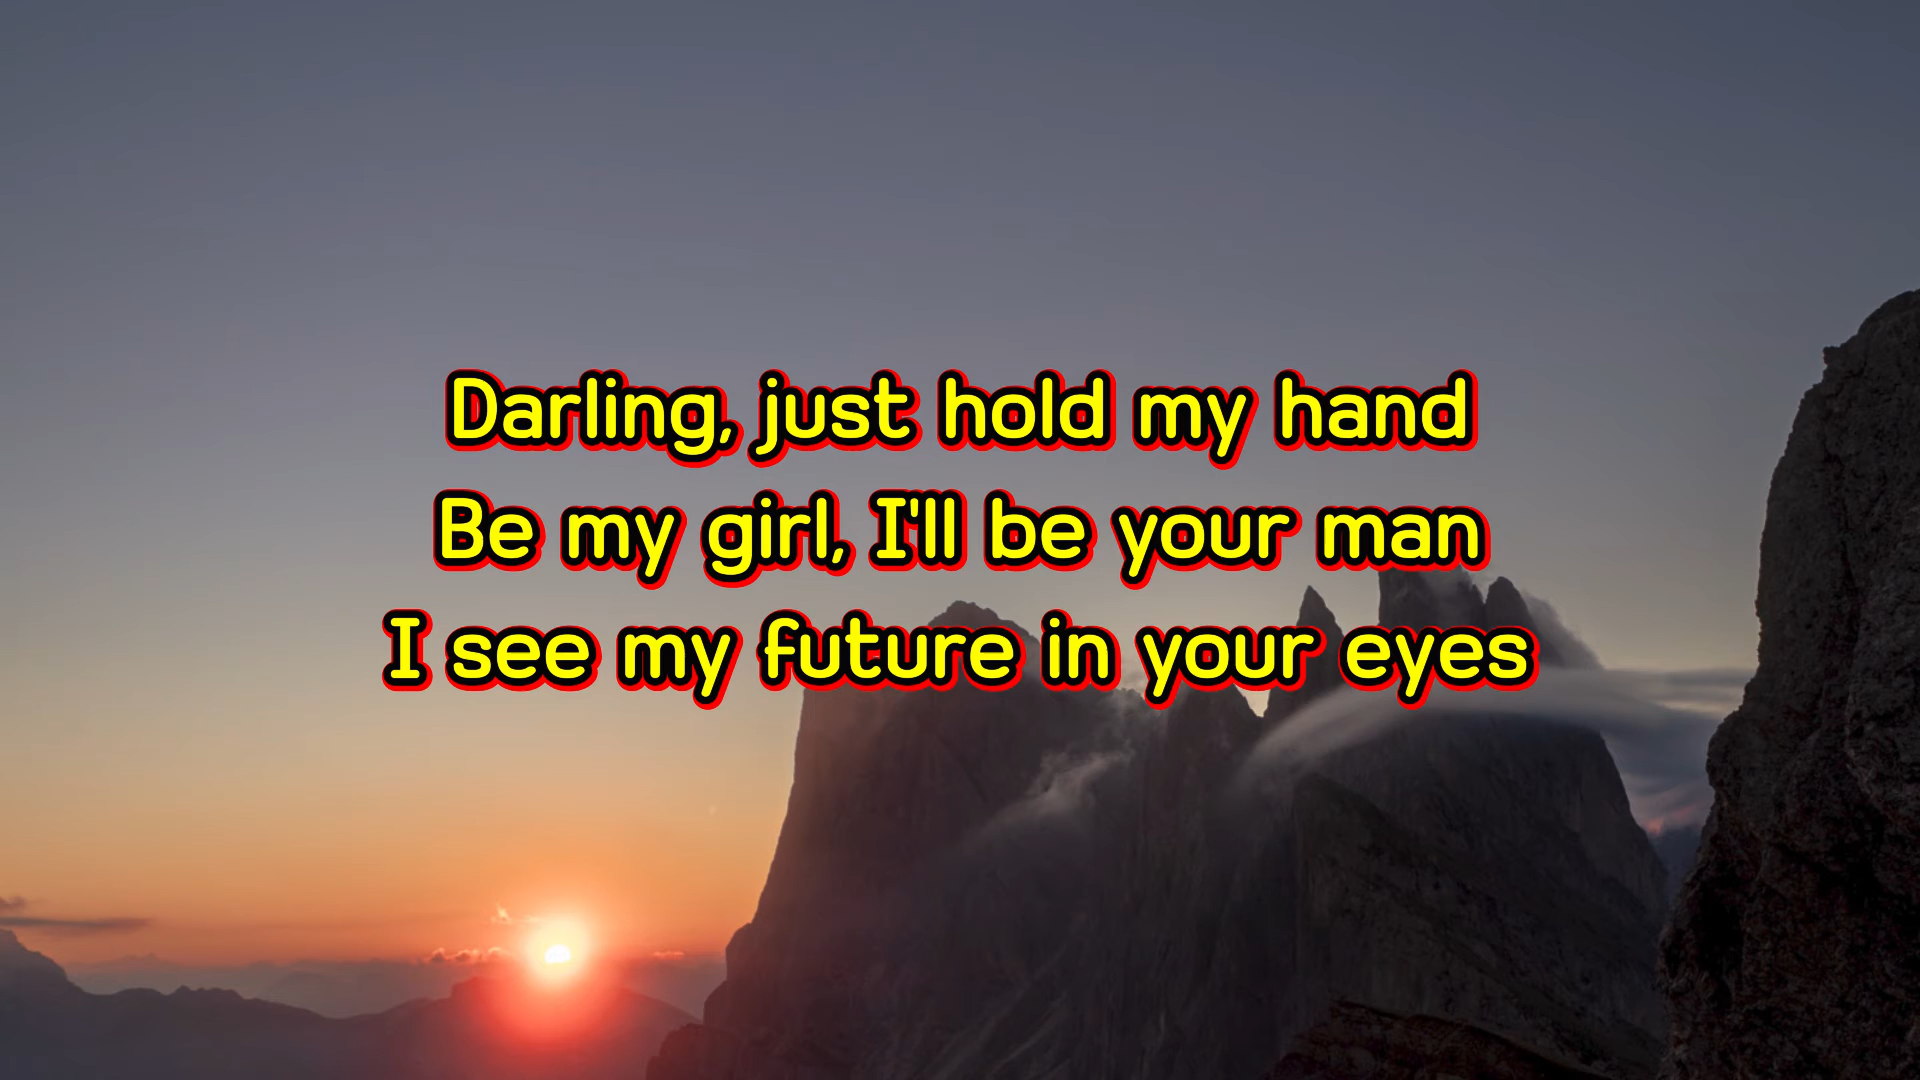 Darling, just hold my hand
Be my girl, I'll be your man
I see my future in your eyes